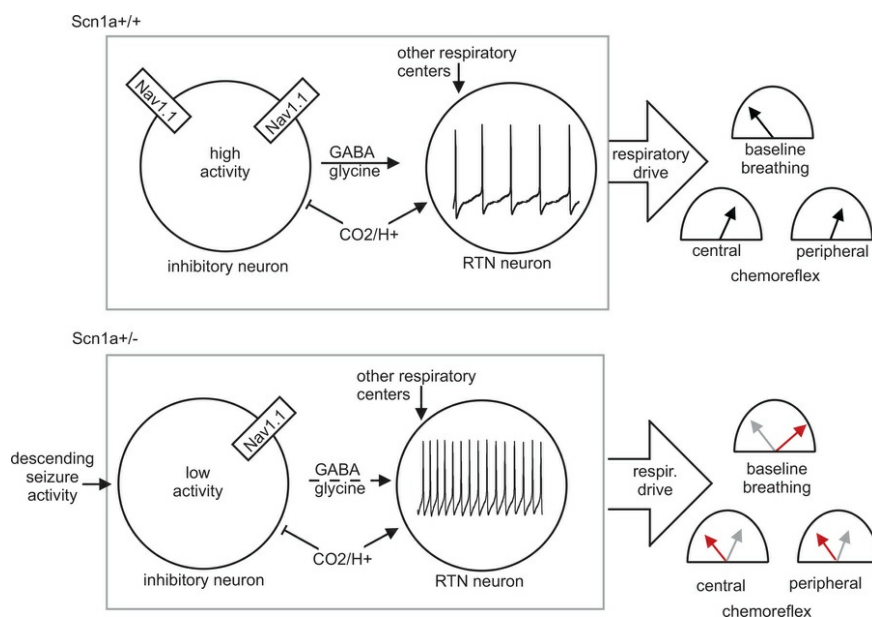 Scn1a+/+
Nav1.1
Nav1.1
high
activity
inhibitory neuron
GABA
glycine
CO2/H+
other respiratory
centers
RTN neuron
respiratory
drive
baseline
breathing
central
peripheral
chemoreflex
Scn1a+/-
descending
seizure
activity
Nav1.1
low
activity
inhibitory neuron
GABA
glycine
CO2/H+
other respiratory
centers
RTN neuron
respir.
drive
baseline
breathing
central
peripheral
chemoreflex